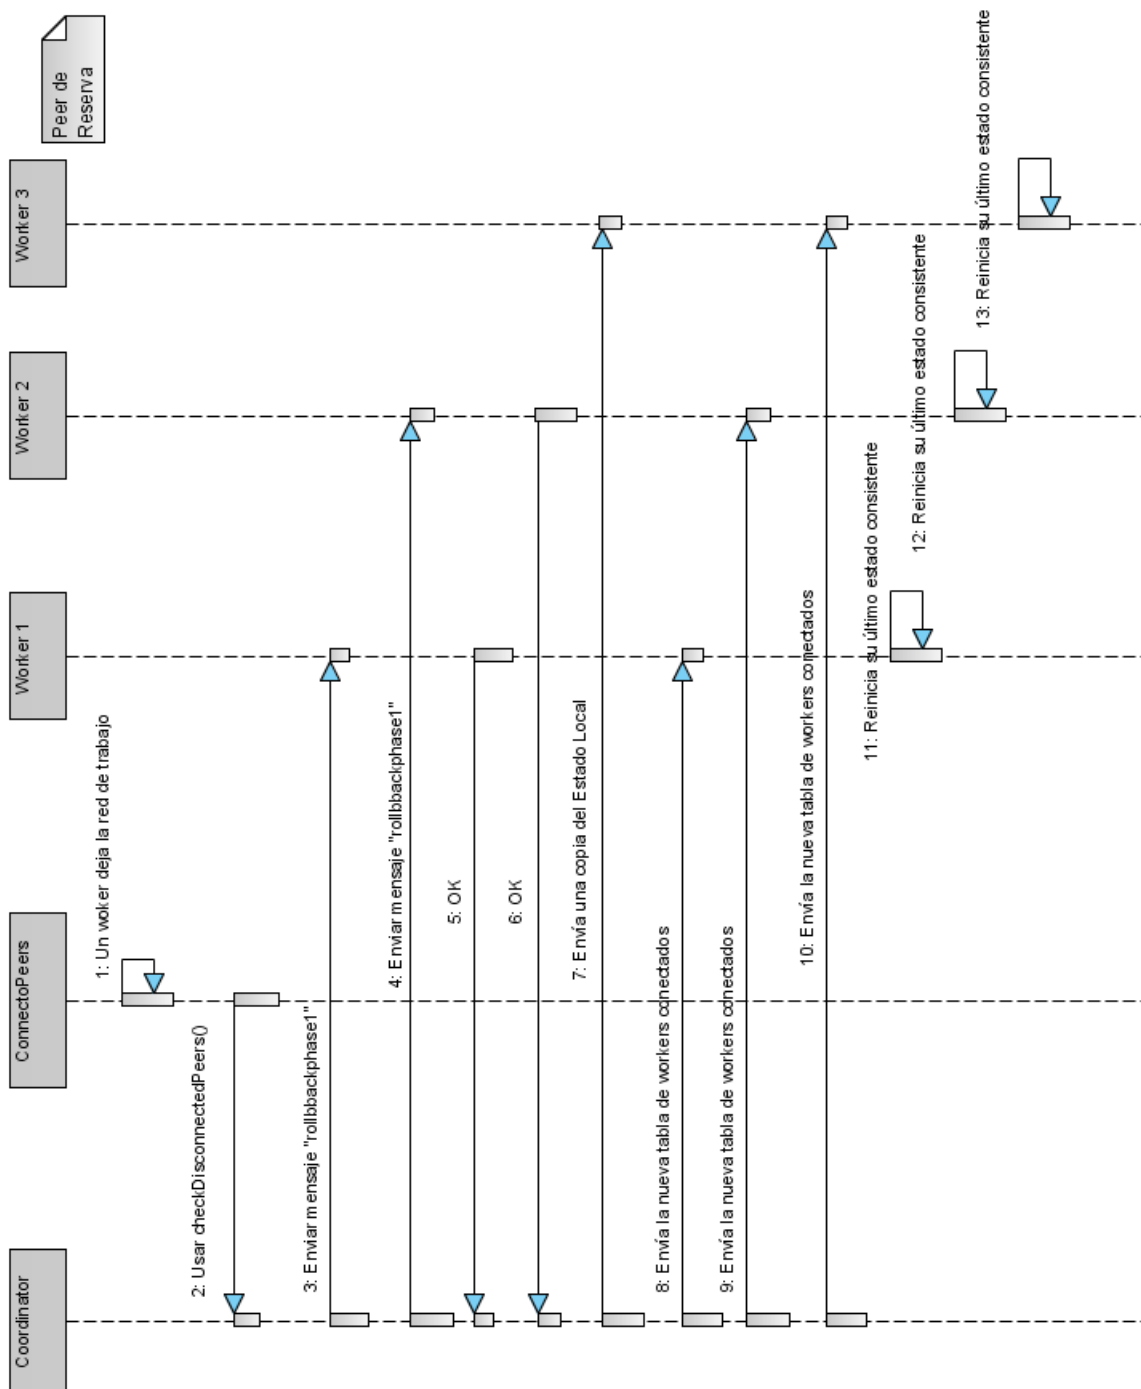 Coordinator
ConnectoPeers
Worker 1
Worker 2
Worker 3
Peer de
Reserva
1: Un woker deja la red de trabajo
2: Usar checkDisconnectedPeers()
3: Enviar mensaje "rollbbackphase1"
4: Enviar mensaje "rollbbackphase1"
5: OK
6: OK
7: Envía una copia del Estado Local
8: Envía la nueva tabla de workers conectados
9: Envía la nueva tabla de workers conectados
10: Envía la nueva tabla de workers conectados
11: Reinicia su último estado consistente
12: Reinicia su último estado consistente
13: Reinicia su último estado consistente